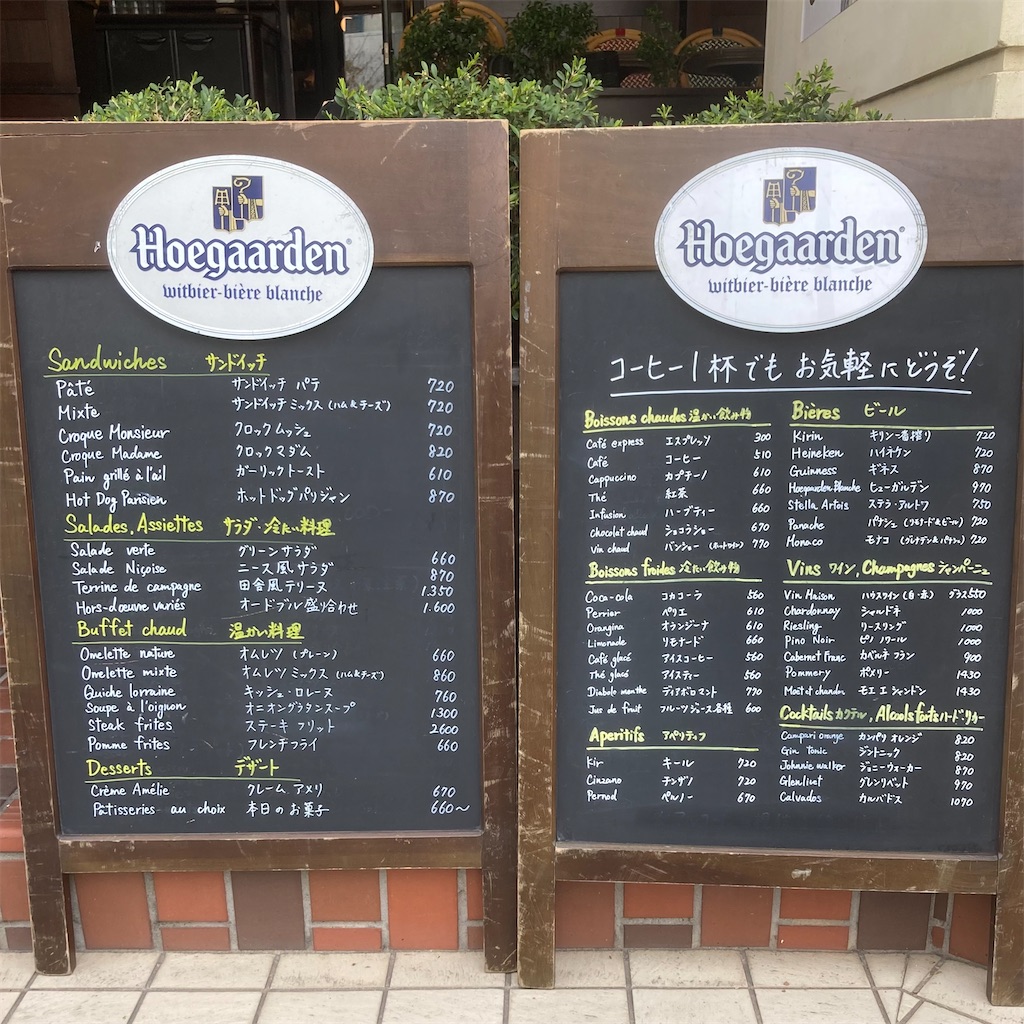 Hoegaarden®
witbier-bière blanche
Sandwiches サンドイッチ
Pâté サンドイッチ パテ 720
Mixte サンドイッチ ミックス (ハム&チーズ) 720
Croque Monsieur クロックムッシュ 720
Croque Madame クロックマダム 820
Pain grillé à l'ail ガーリックトースト 610
Hot Dog Parisien ホットドッグパリジャン 870
Salades, Assiettes サラダ・冷たい料理
Salade verte グリーンサラダ 660
Salade Niçoise ニース風サラダ 870
Terrine de campagne 田舎風テリーヌ 1.350
Hors-d'œuvre variés オードブル盛り合わせ 1.600
Buffet chaud 温かい料理
Omelette nature オムレツ (プレーン) 660
Omelette mixte オムレツ ミックス (ハム&チーズ) 860
Quiche lorraine キッシュ・ロレーヌ 760
Soupe à l'oignon オニオングラタンスープ 1300
Steak frites ステーキ フリット 2600
Pomme frites フレンチフライ 660
Desserts デザート
Crème Amélie クレーム アメリ 670
Pâtisseries au choix 本日のお菓子 660〜
Hoegaarden®
witbier-bière blanche
コーヒー1杯でも お気軽にどうぞ!
Boissons chaudes 温かい飲み物
Café express エスプレッソ 300
Café コーヒー 510
Cappuccino カプチーノ 610
Thé 紅茶 660
Infusion ハーブティー 660
Chocolat chaud ショコラショー 670
Vin chaud バンショー (ホットワイン) 770
Boissons froides 冷たい飲み物
Coca-cola コカコーラ 560
Perrier ペリエ 610
Orangina オランジーナ 610
Limonade リモナード 660
Café glacé アイスコーヒー 560
Thé glacé アイスティー 560
Diabolo menthe ディアボロマント 770
Jus de fruit フルーツジュース各種 600
Aperitifs アペリティフ
Kir キール 720
Cinzano チンザノ 720
Pernod ペルノー 670
Bières ビール
Kirin キリン一番搾り 720
Heineken ハイネケン 720
Guinness ギネス 870
Hoegaarden Blanche ヒューガルデン 970
Stella Artois ステラ・アルトワ 750
Panache パナシェ (リモナード&ビール) 720
Monaco モナコ (グレナデン&パナシェ) 720
Vins ワイン, Champagnes シャンパーニュ
Vin Maison ハウスワイン (白・赤) グラス550
Chardonnay シャルドネ 1000
Riesling リースリング 1000
Pino Noir ピノ ノワール 1000
Cabernet Franc カベルネ フラン 900
Pommery ポメリー 1430
Moët et chandon モエ エ シャンドン 1430
Cocktails カクテル, Alcools forts ハードリカー
Campari orange カンパリ オレンジ 820
Gin Tonic ジントニック 820
Johnnie walker ジョニーウォーカー 870
Glenlivet グレンリベット 970
Calvados カルバドス 1070